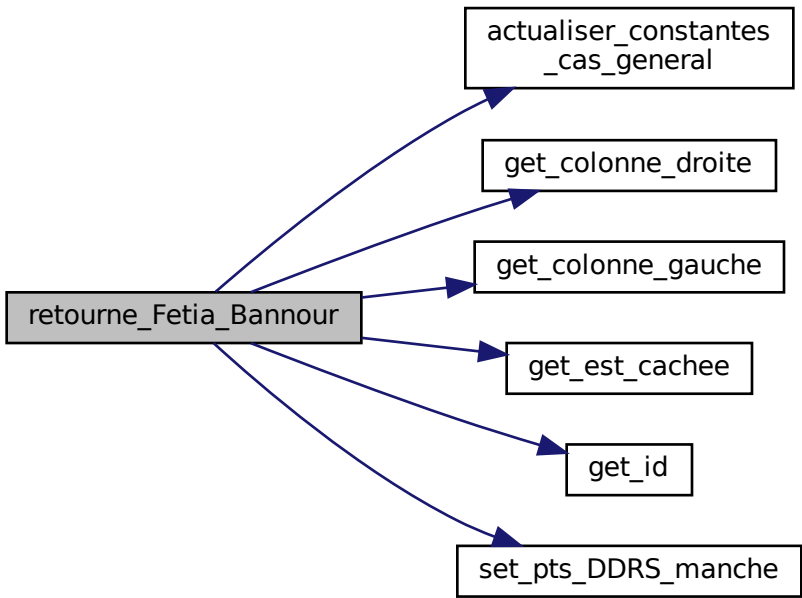 actualiser_constantes
_cas_general
get_colonne_droite
get_colonne_gauche
retourne_Fetia_Bannour
get_est_cachee
get_id
set_pts_DDRS_manche